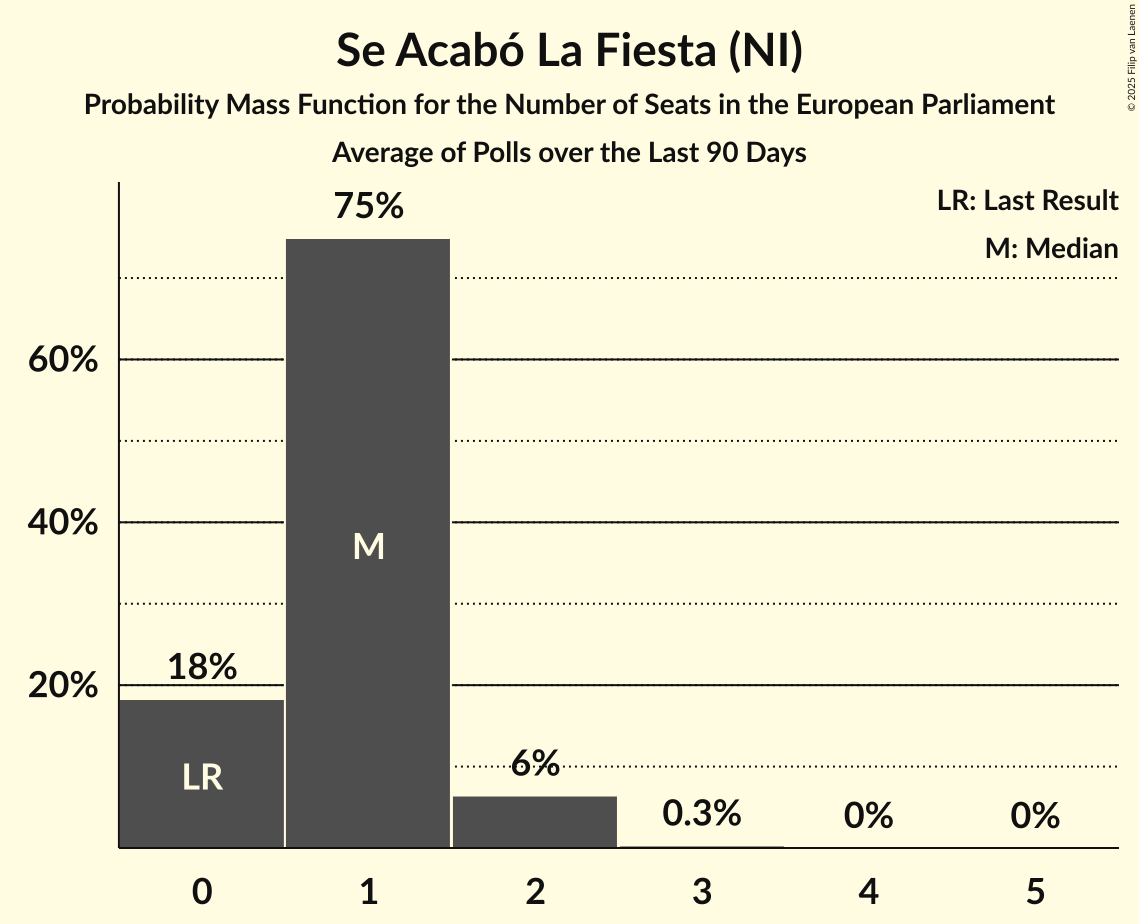 Se Acabó La Fiesta (NI)
Probability Mass Function for the Number of Seats in the European Parliament
Average of Polls over the Last 90 Days
© 2025 Filip van Laenen
LR: Last Result
M: Median
75%
60%
40%
M
18%
20%
LR
6%
0.3%
0%
0%
0 1 2 3 4 5